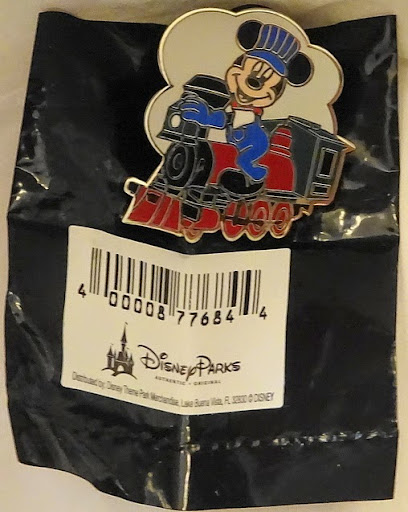 4 00008 77684 4
Disney Parks
AUTHENTIC • ORIGINAL
Distributed by: Disney Theme Park Merchandise, Lake Buena Vista, FL 32830 © DISNEY